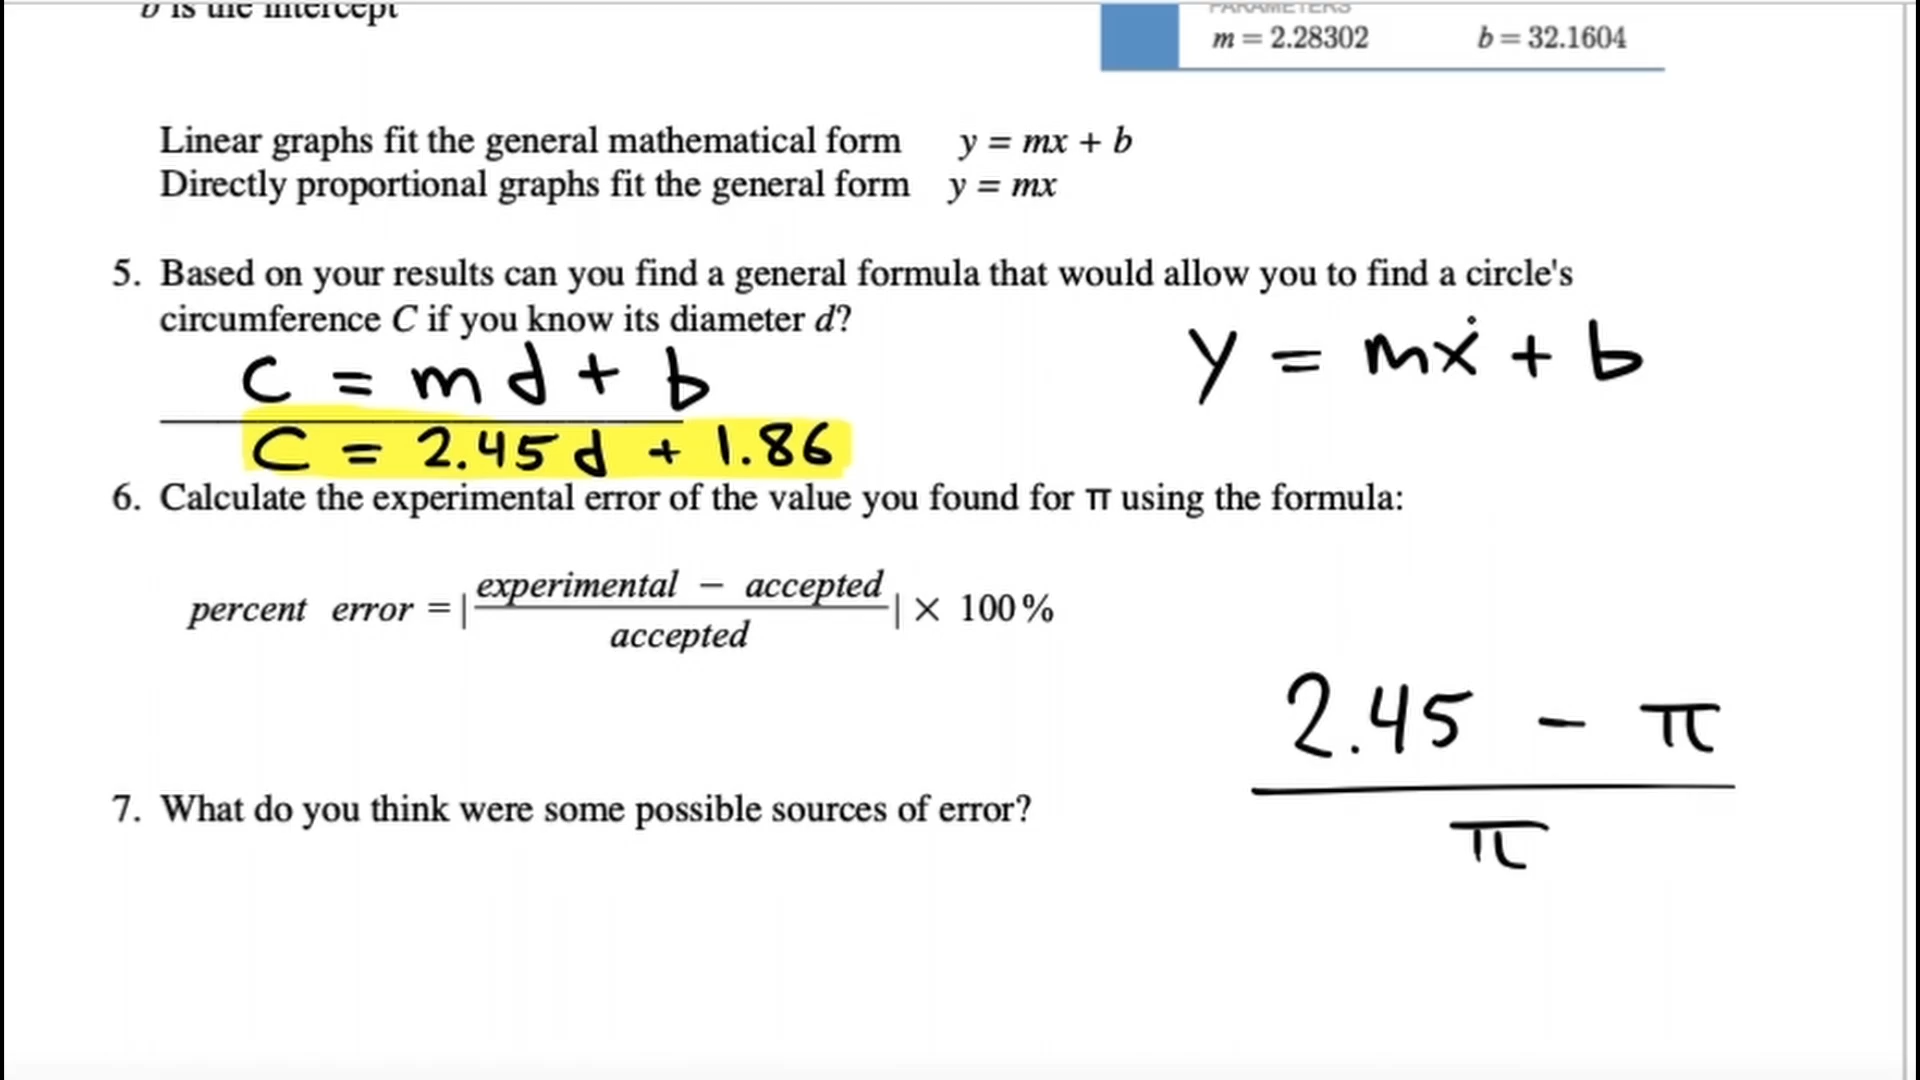 b is the intercept
PARAMETERS
m = 2.28302 b = 32.1604
Linear graphs fit the general mathematical form y = mx + b
Directly proportional graphs fit the general form y = mx
5. Based on your results can you find a general formula that would allow you to find a circle's
circumference C if you know its diameter d?
y = mx + b
C = md + b
C = 2.45d + 1.86
6. Calculate the experimental error of the value you found for π using the formula:
percent error = | experimental − accepted / accepted | × 100%
2.45 − π
π
7. What do you think were some possible sources of error?